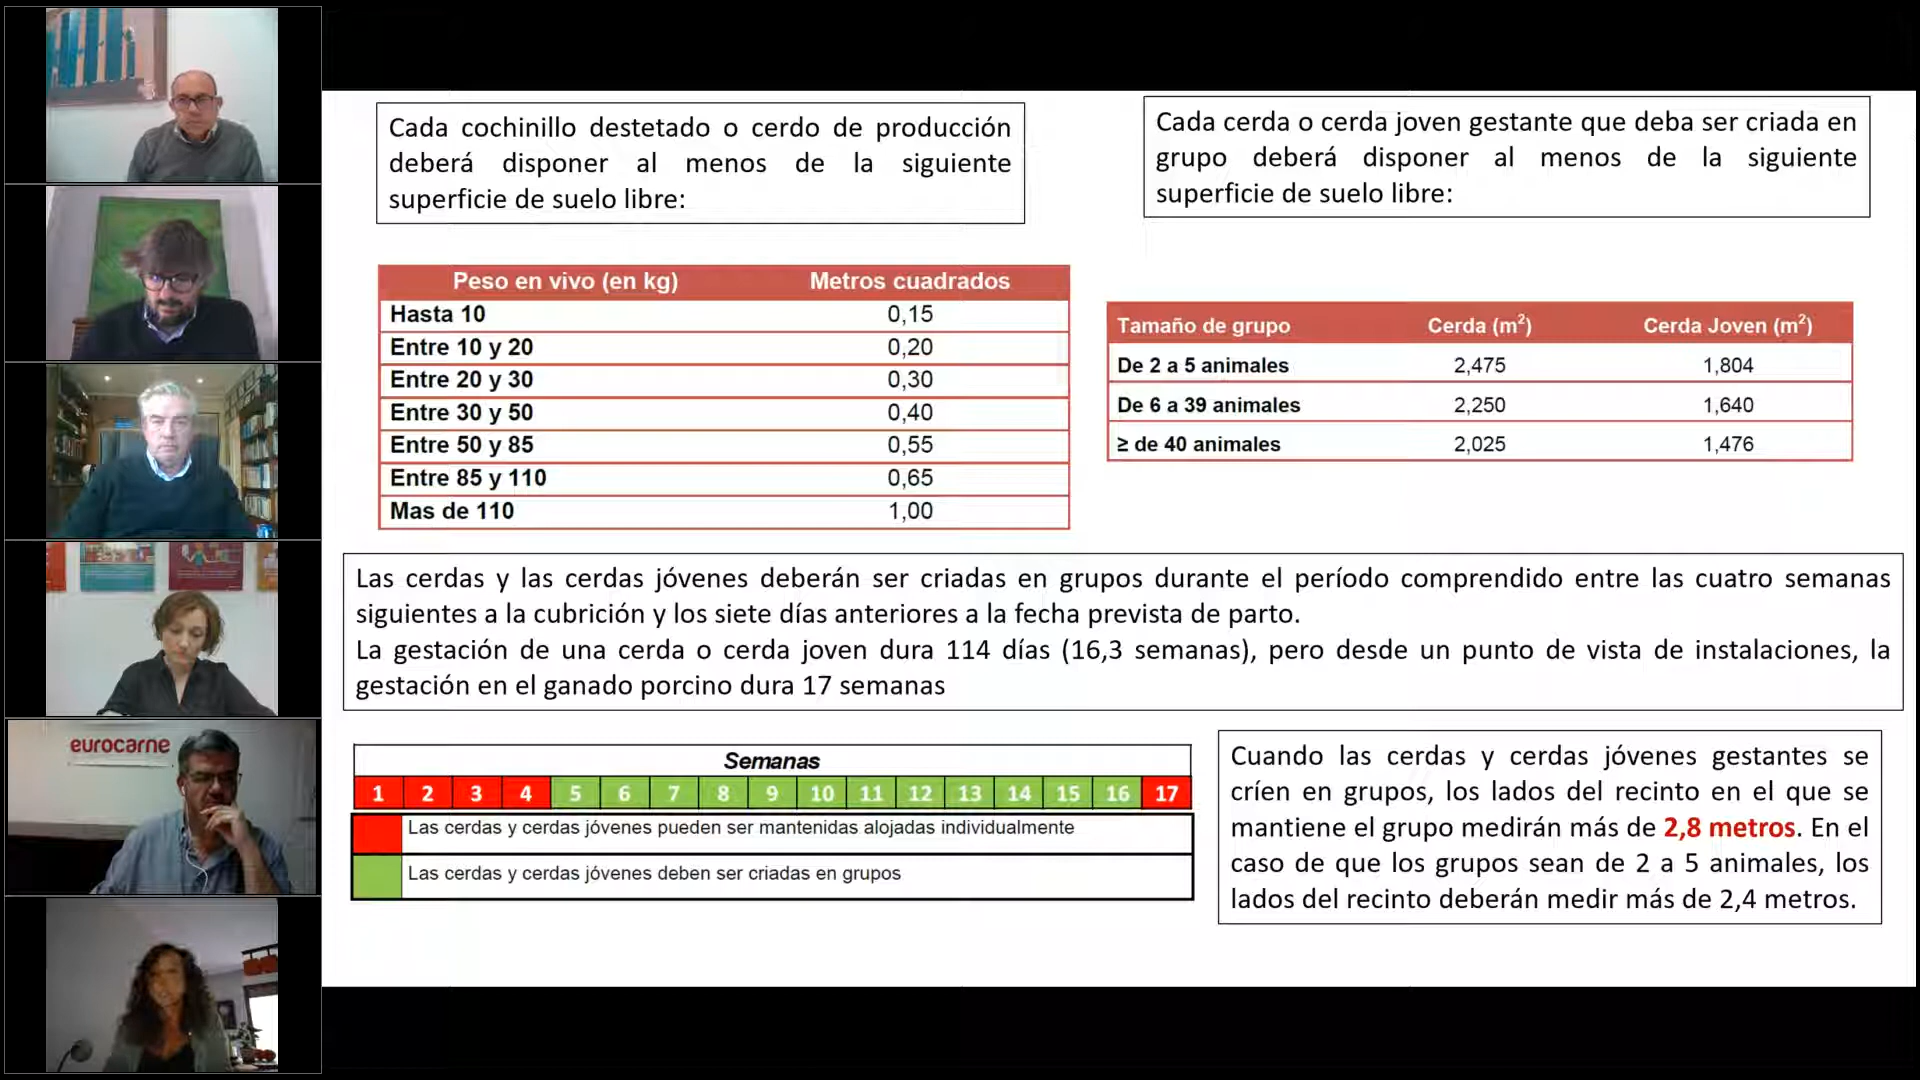 eurocarne
Cada cochinillo destetado o cerdo de producción
deberá disponer al menos de la siguiente
superficie de suelo libre:
Cada cerda o cerda joven gestante que deba ser criada en
grupo deberá disponer al menos de la siguiente
superficie de suelo libre:
Peso en vivo (en kg) Metros cuadrados
Hasta 10 0,15
Entre 10 y 20 0,20
Entre 20 y 30 0,30
Entre 30 y 50 0,40
Entre 50 y 85 0,55
Entre 85 y 110 0,65
Mas de 110 1,00
Tamaño de grupo Cerda (m²) Cerda Joven (m²)
De 2 a 5 animales 2,475 1,804
De 6 a 39 animales 2,250 1,640
≥ de 40 animales 2,025 1,476
Las cerdas y las cerdas jóvenes deberán ser criadas en grupos durante el período comprendido entre las cuatro semanas
siguientes a la cubrición y los siete días anteriores a la fecha prevista de parto.
La gestación de una cerda o cerda joven dura 114 días (16,3 semanas), pero desde un punto de vista de instalaciones, la
gestación en el ganado porcino dura 17 semanas
Semanas
1 2 3 4 5 6 7 8 9 10 11 12 13 14 15 16 17
Las cerdas y cerdas jóvenes pueden ser mantenidas alojadas individualmente
Las cerdas y cerdas jóvenes deben ser criadas en grupos
Cuando las cerdas y cerdas jóvenes gestantes se
críen en grupos, los lados del recinto en el que se
mantiene el grupo medirán más de 2,8 metros. En el
caso de que los grupos sean de 2 a 5 animales, los
lados del recinto deberán medir más de 2,4 metros.